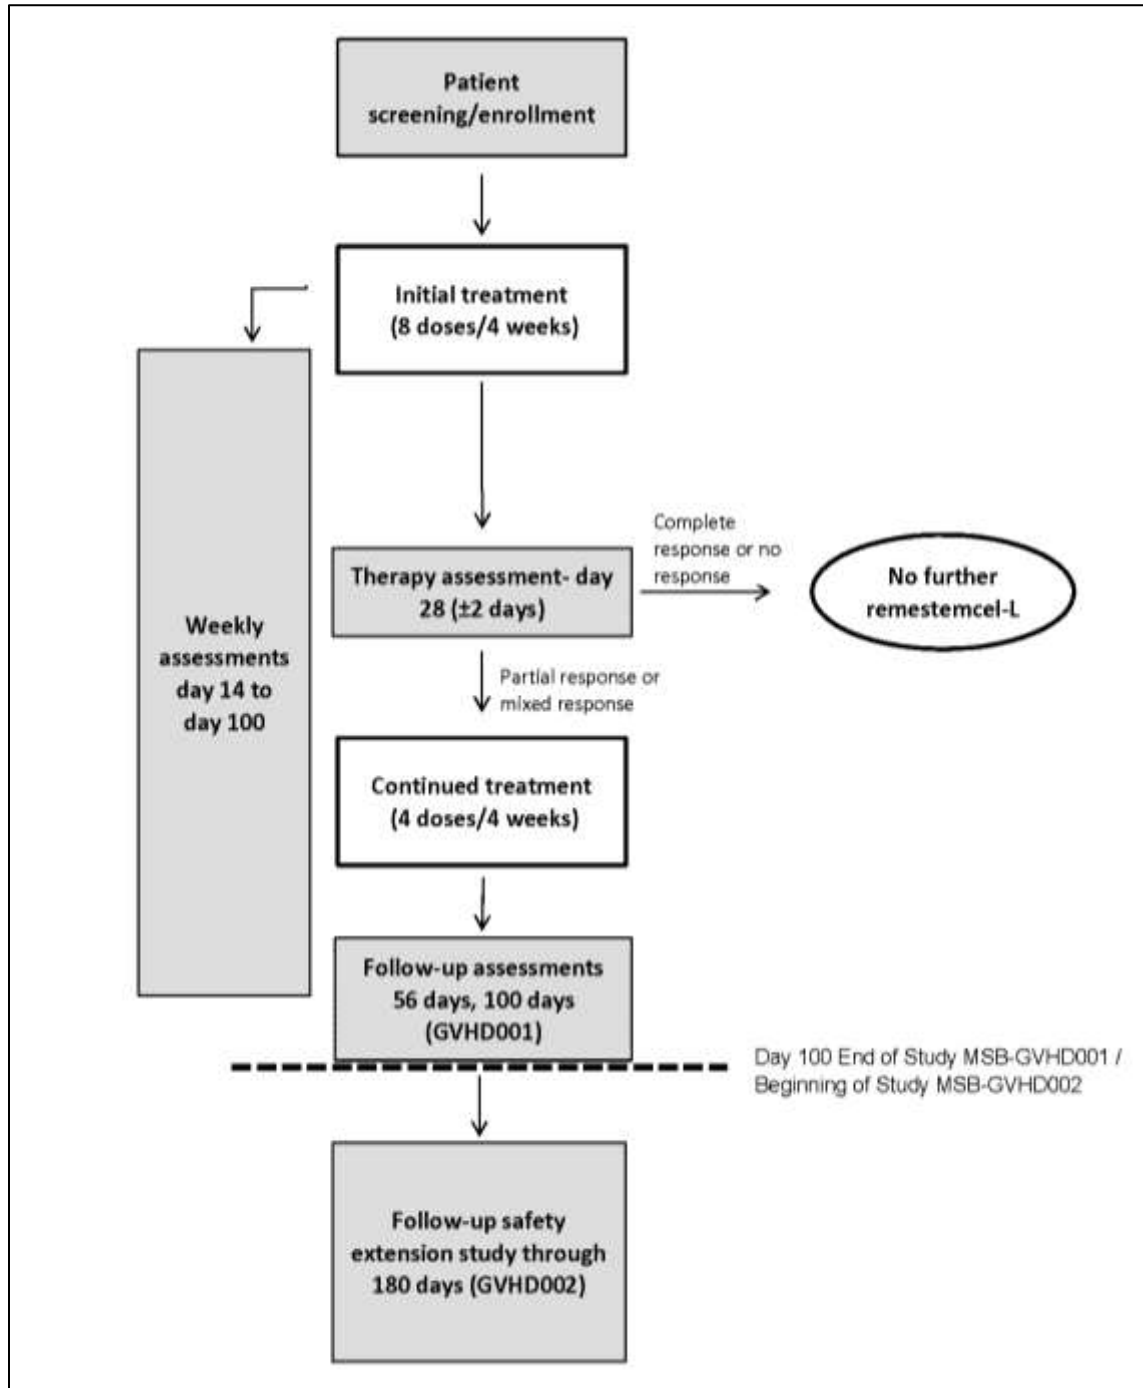 Patient
screening/enrollment
Initial treatment
(8 doses/4 weeks)
Weekly
assessments
day 14 to
day 100
Therapy assessment- day
28 (±2 days)
Complete
response or no
response
No further
remestemcel-L
Partial response or
mixed response
Continued treatment
(4 doses/4 weeks)
Follow-up assessments
56 days, 100 days
(GVHD001)
Day 100 End of Study MSB-GVHD001 /
Beginning of Study MSB-GVHD002
Follow-up safety
extension study through
180 days (GVHD002)